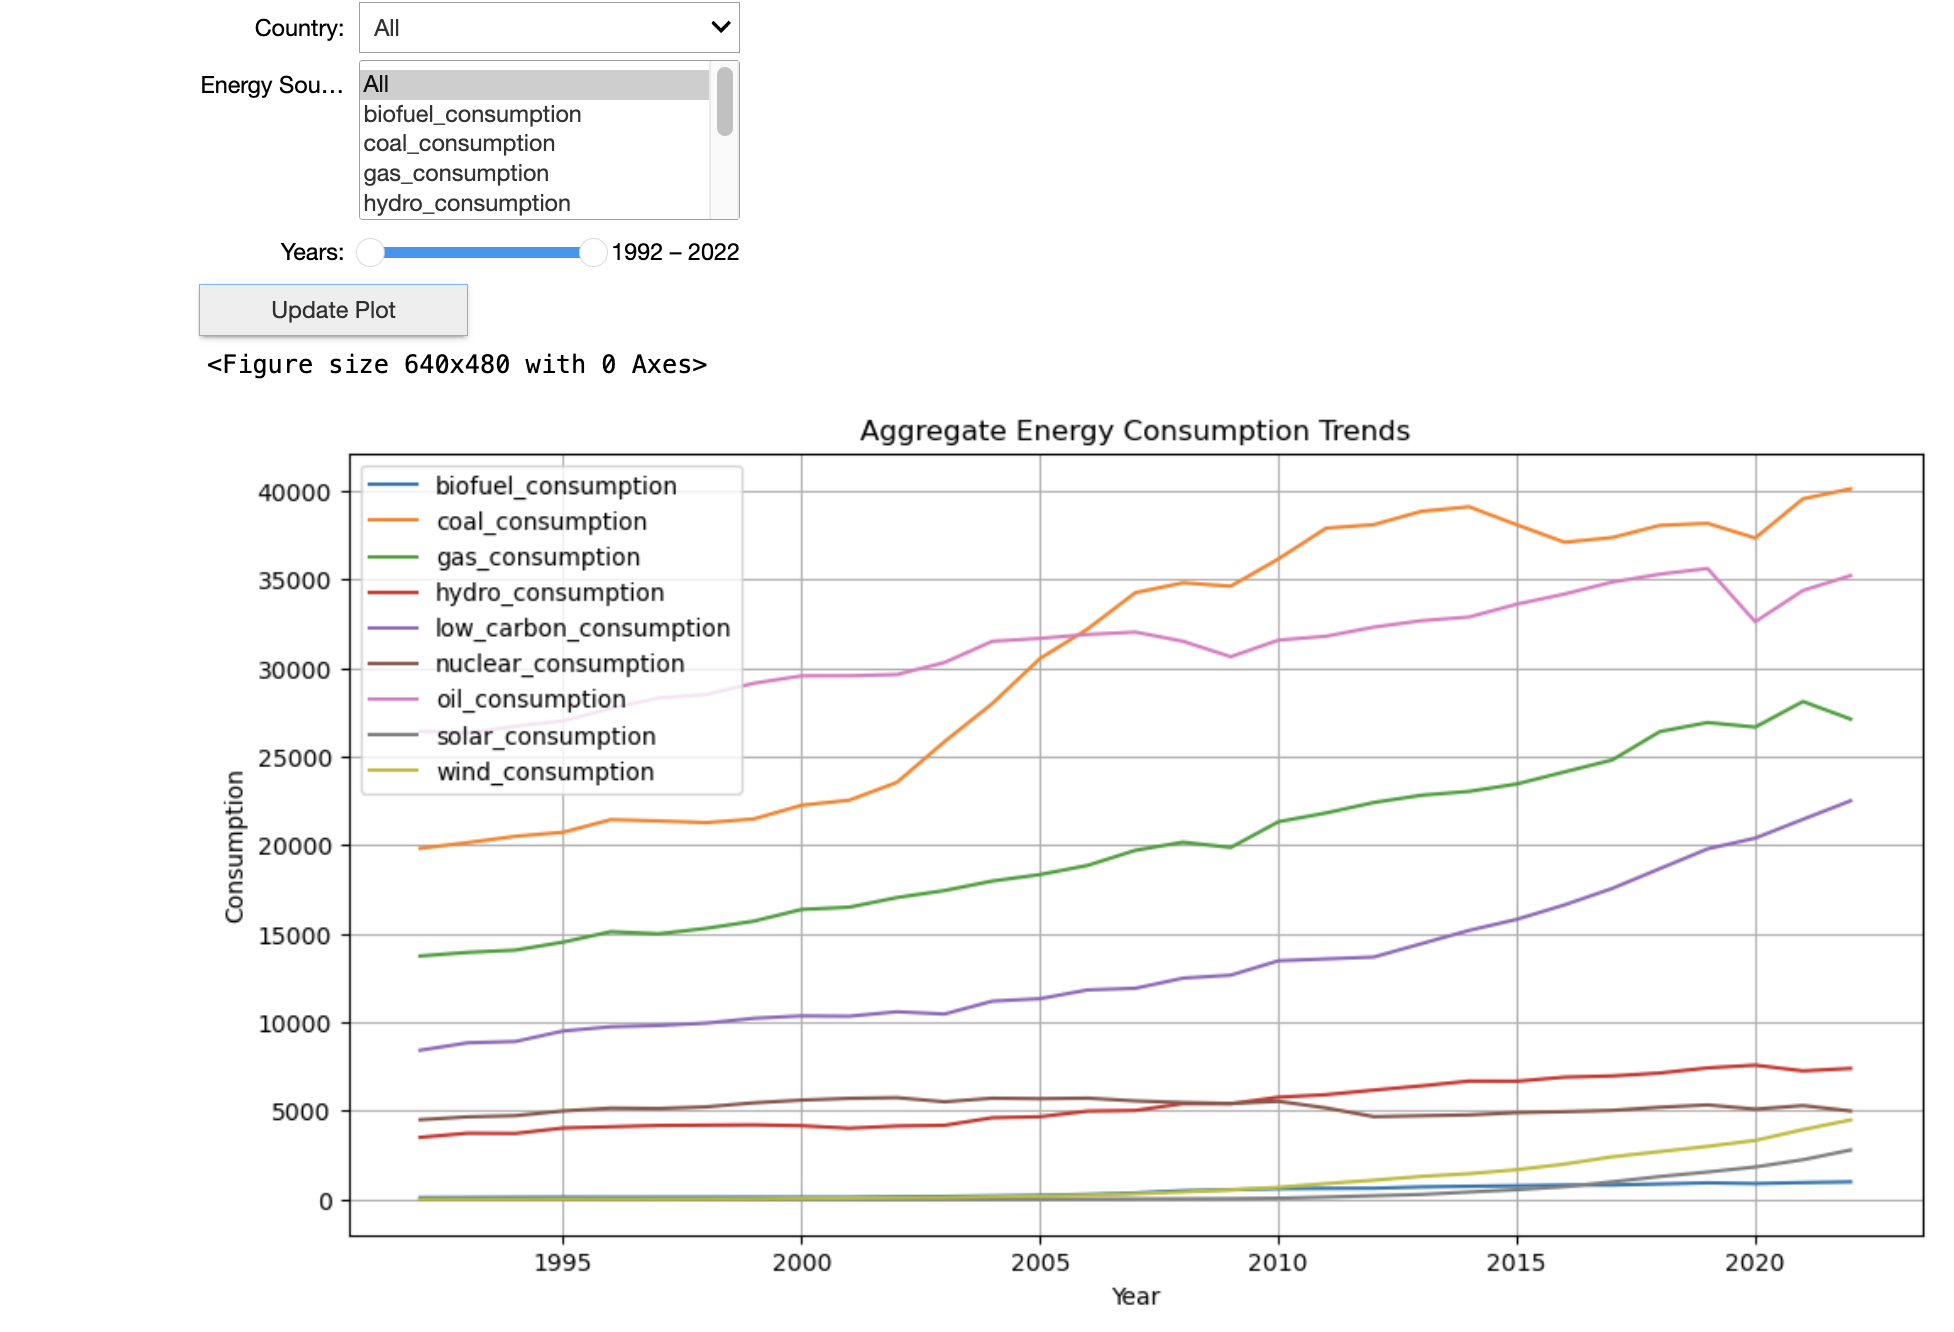 Country: All
Energy Sou… All
biofuel_consumption
coal_consumption
gas_consumption
hydro_consumption
Years: 1992 – 2022
Update Plot
<Figure size 640x480 with 0 Axes>
Aggregate Energy Consumption Trends
biofuel_consumption
coal_consumption
gas_consumption
hydro_consumption
low_carbon_consumption
nuclear_consumption
oil_consumption
solar_consumption
wind_consumption
40000
35000
30000
25000
20000
15000
10000
5000
0
Consumption
1995 2000 2005 2010 2015 2020
Year